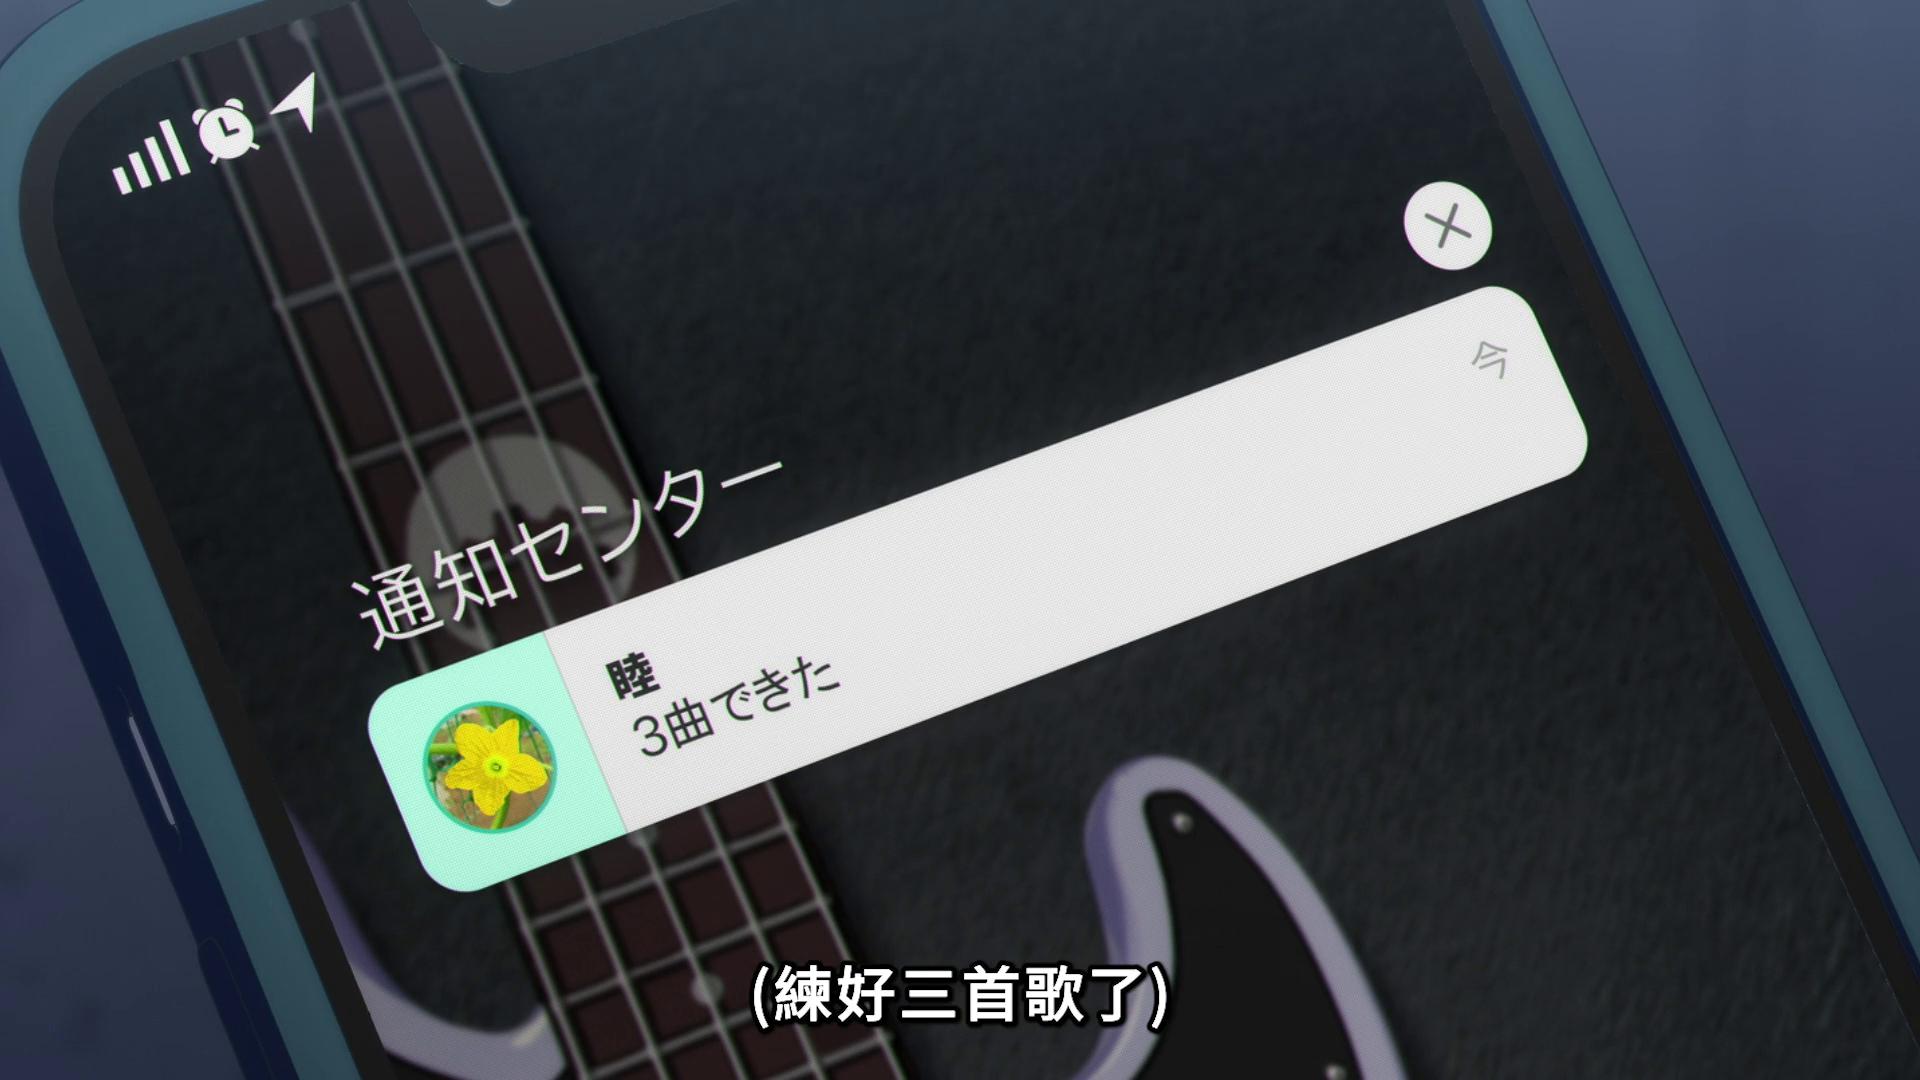 今
通知センター
睦
3曲できた
(練好三首歌了)